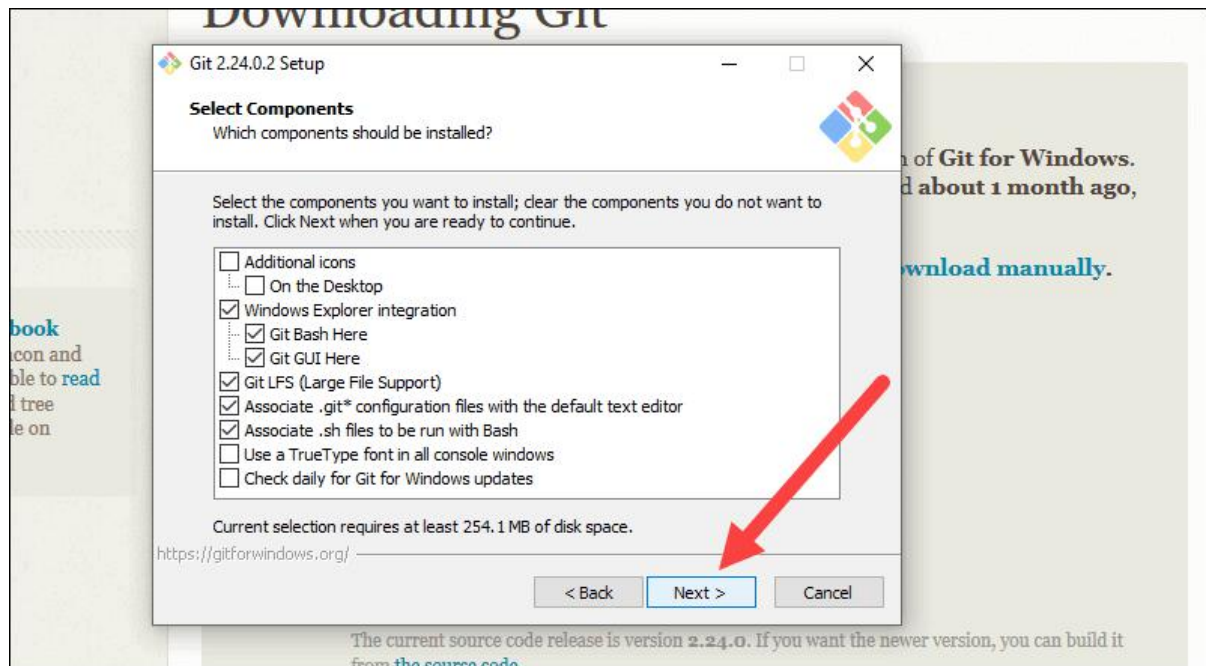 Downloading Git
Git 2.24.0.2 Setup
Select Components
Which components should be installed?
of Git for Windows.
about 1 month ago,
Select the components you want to install; clear the components you do not want to
install. Click Next when you are ready to continue.
Additional icons
On the Desktop
download manually.
Windows Explorer integration
book
Git Bash Here
icon and
Git GUI Here
ble to read
Git LFS (Large File Support)
tree
Associate .git* configuration files with the default text editor
le on
Associate .sh files to be run with Bash
Use a TrueType font in all console windows
Check daily for Git for Windows updates
Current selection requires at least 254.1 MB of disk space.
https://gitforwindows.org/
< Back
Next >
Cancel
The current source code release is version 2.24.0. If you want the newer version, you can build it
from the source code.